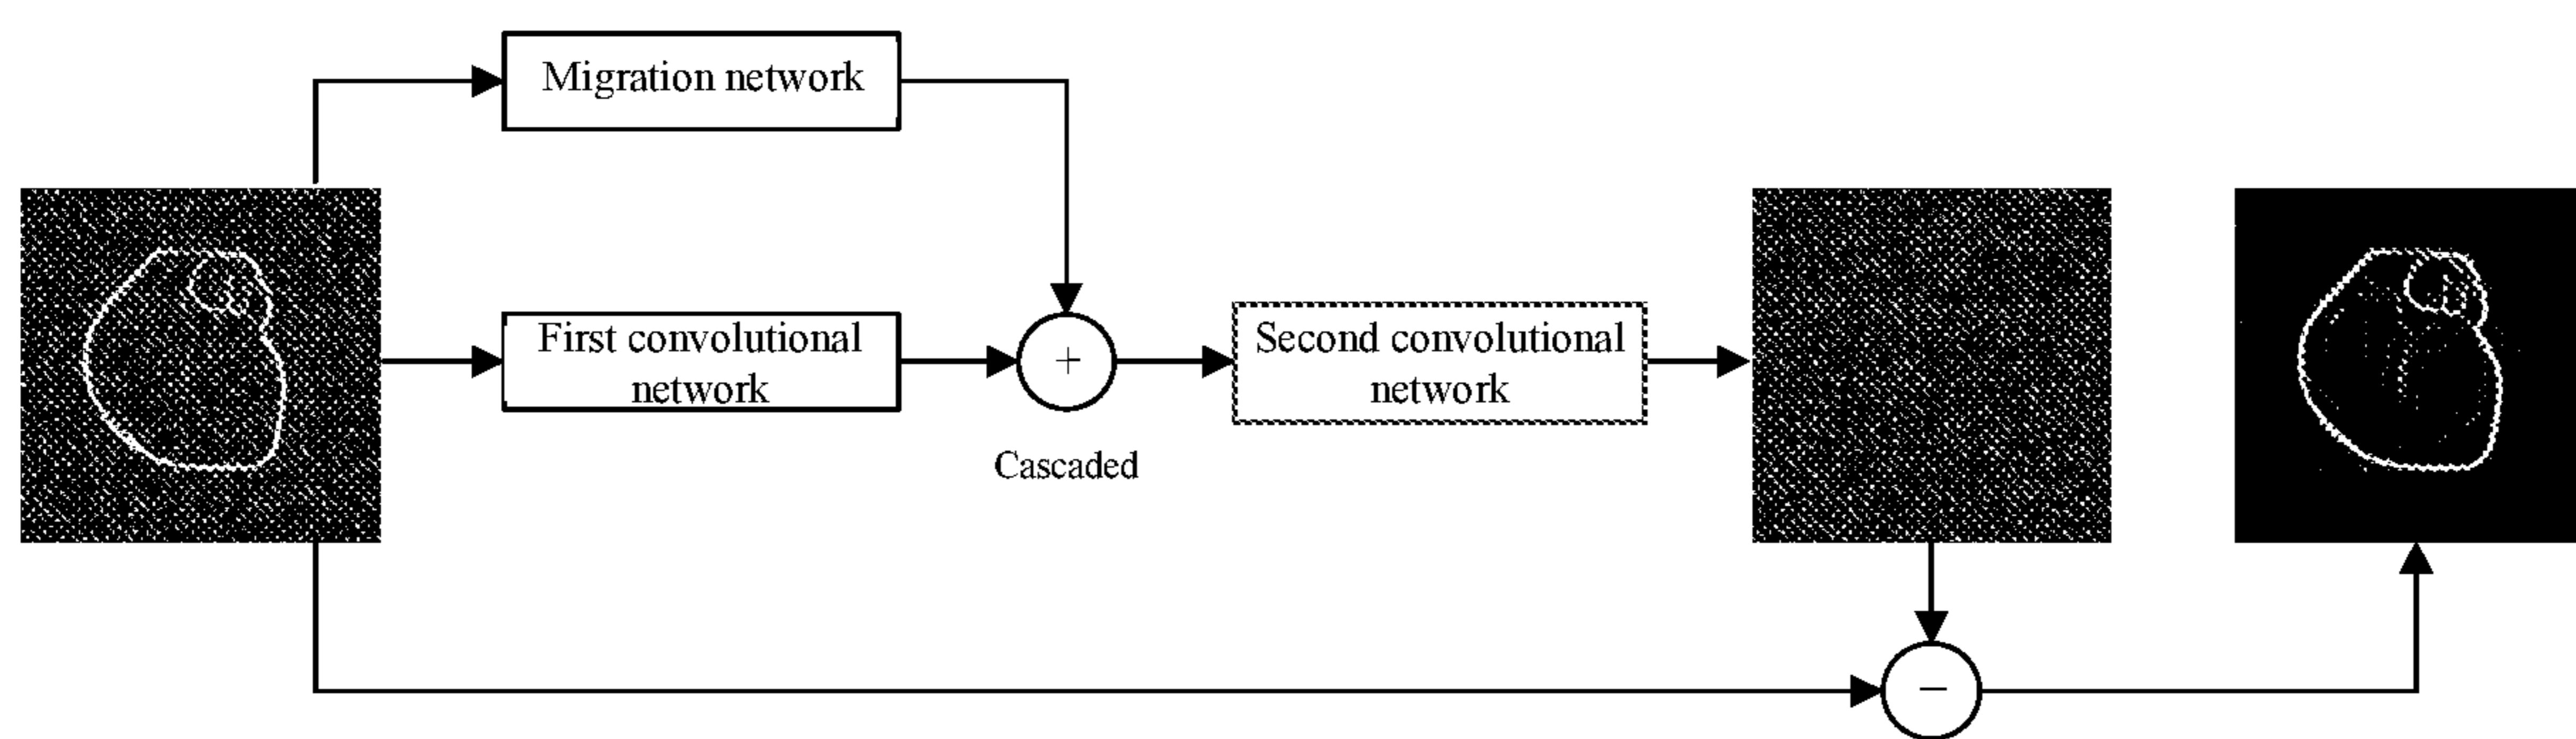 Migration network
First convolutional
network
+
Second convolutional
network
Cascaded
−